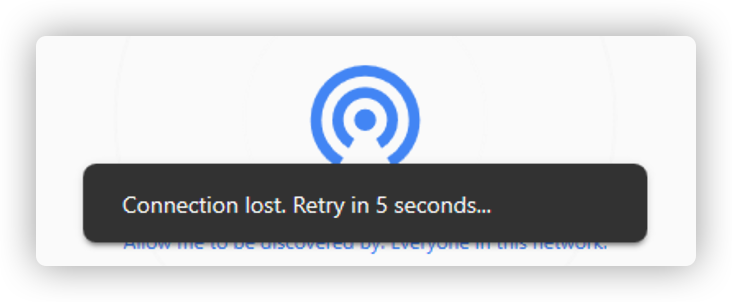 Connection lost. Retry in 5 seconds...
Allow me to be discovered by: Everyone in this network.